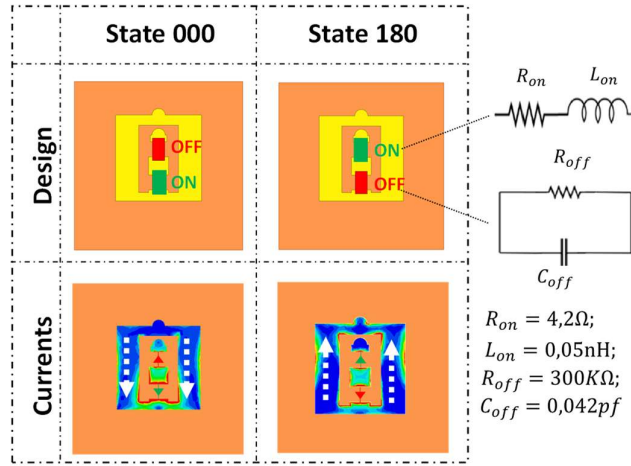 State 000
State 180
Design
OFF
ON
ON
OFF
Currents
R_on
L_on
R_off
C_off
R_on = 4,2Ω;
L_on = 0,05nH;
R_off = 300KΩ;
C_off = 0,042pf